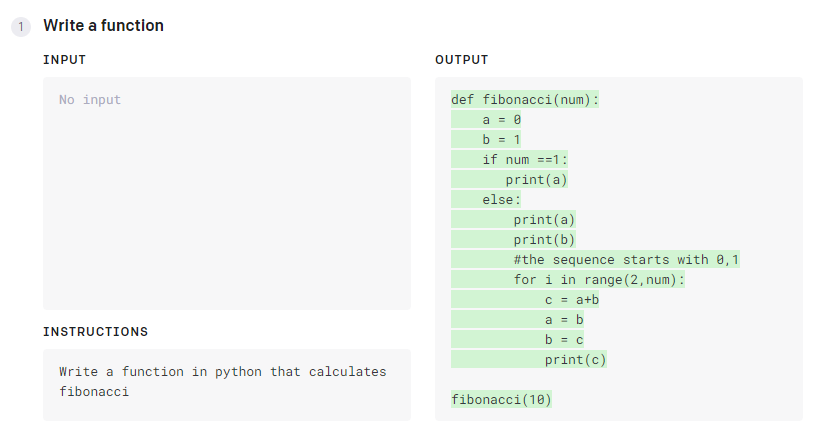 1 Write a function
INPUT
No input
INSTRUCTIONS
Write a function in python that calculates
fibonacci
OUTPUT
def fibonacci(num):
    a = 0
    b = 1
    if num ==1:
       print(a)
    else:
        print(a)
        print(b)
        #the sequence starts with 0,1
        for i in range(2,num):
            c = a+b
            a = b
            b = c
            print(c)

fibonacci(10)